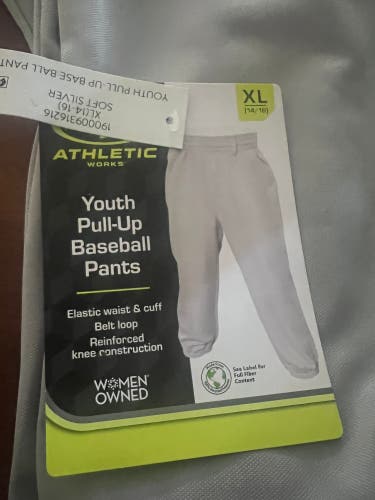 YOUTH PULL-UP BASE BALL PANT
SOFT SILVER
XL(14-16)
190009316216
XL
(14/16)
ATHLETIC
WORKS
Youth
Pull-Up
Baseball
Pants
Elastic waist & cuff
Belt loop
Reinforced
knee construction
WOMEN
OWNED
See Label for
Full Fiber
Content